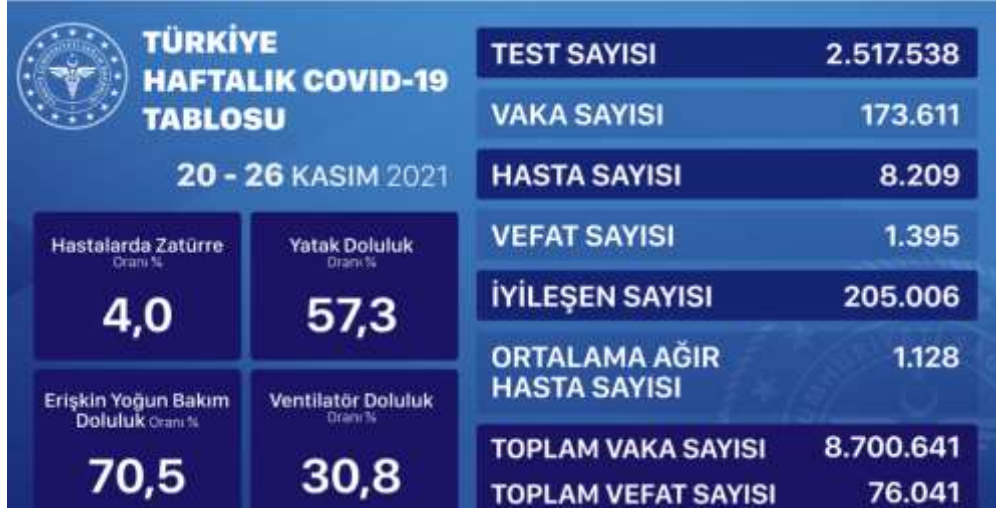 TÜRKİYE
HAFTALIK COVID-19
TABLOSU
20 - 26 KASIM 2021
Hastalarda Zatürre
Oranı %
4,0
Yatak Doluluk
Oranı %
57,3
Erişkin Yoğun Bakım
Doluluk Oranı %
70,5
Ventilatör Doluluk
Oranı %
30,8
TEST SAYISI 2.517.538
VAKA SAYISI 173.611
HASTA SAYISI 8.209
VEFAT SAYISI 1.395
İYİLEŞEN SAYISI 205.006
ORTALAMA AĞIR 1.128
HASTA SAYISI
TOPLAM VAKA SAYISI 8.700.641
TOPLAM VEFAT SAYISI 76.041